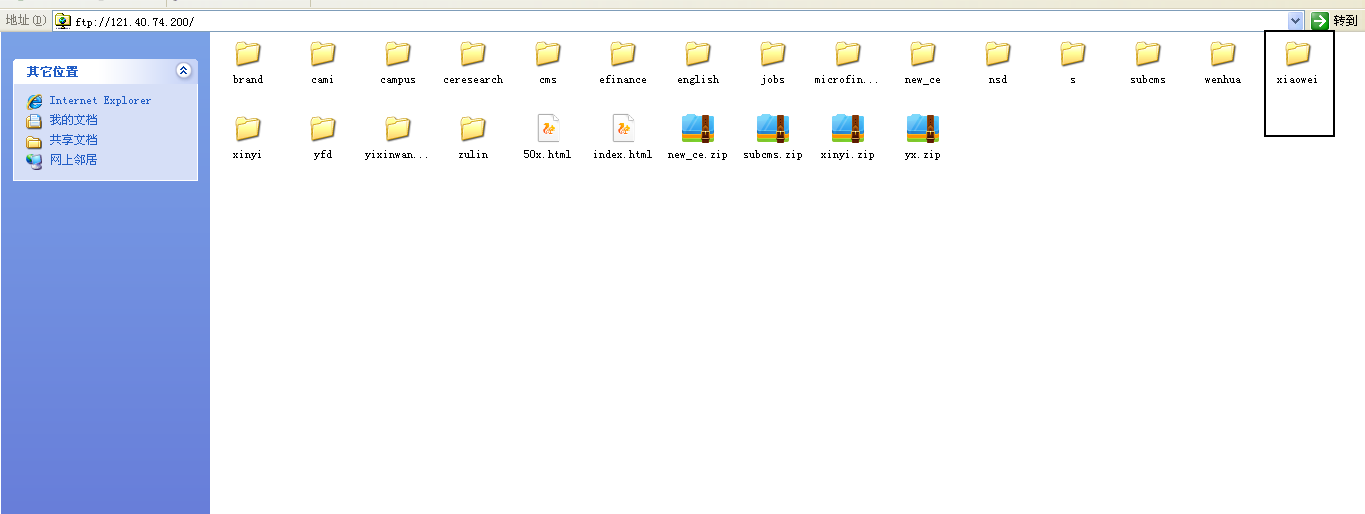 地址(D) ftp://121.40.74.200/ 转到
其它位置
Internet Explorer
我的文档
共享文档
网上邻居
brand cami campus ceresearch cms efinance english jobs microfin... new_ce nsd s subcms wenhua xiaowei
xinyi yfd yixinwan... zulin 50x.html index.html new_ce.zip subcms.zip xinyi.zip yx.zip